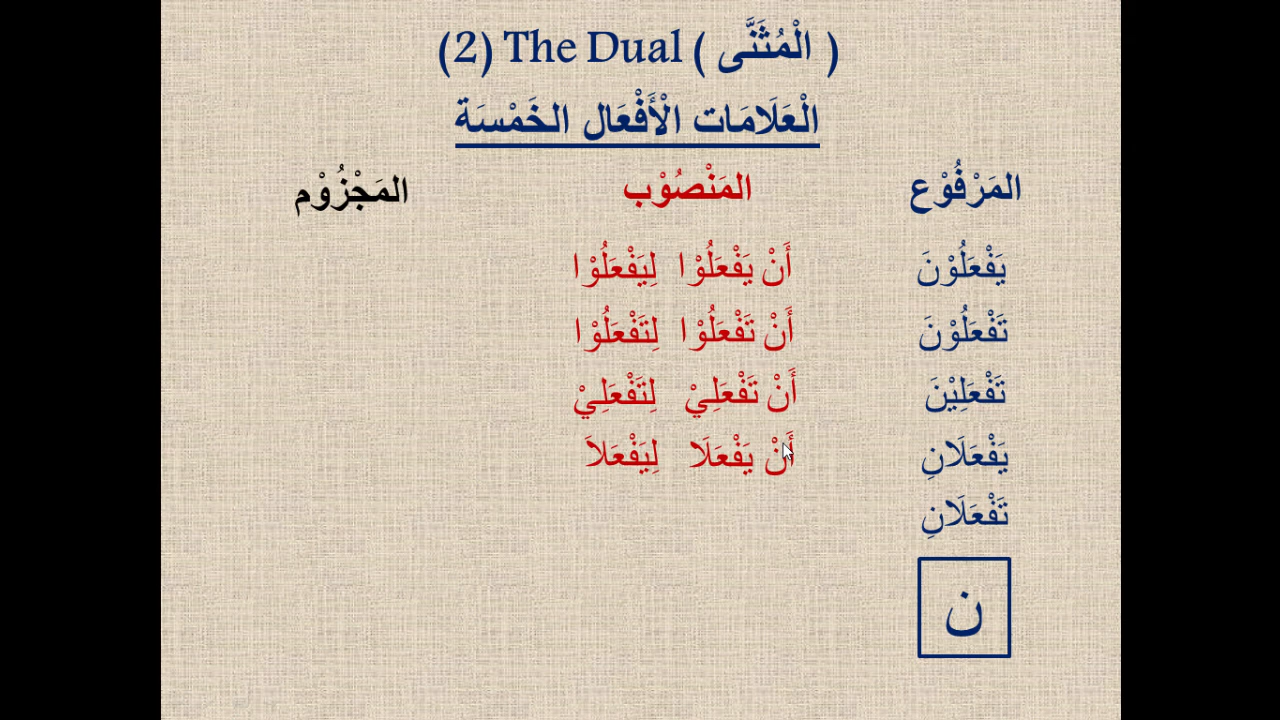 (2) The Dual ( الْمُثَنَّى )
الْعَلَامَات الْأَفْعَال الخَمْسَة
المَرْفُوْع المَنْصُوْب المَجْزُوْم
يَفْعَلُوْنَ أَنْ يَفْعَلُوْا لِيَفْعَلُوْا
تَفْعَلُوْنَ أَنْ تَفْعَلُوْا لِتَفْعَلُوْا
تَفْعَلِيْنَ أَنْ تَفْعَلِيْ لِتَفْعَلِيْ
يَفْعَلَانِ أَنْ يَفْعَلَا لِيَفْعَلاَ
تَفْعَلَانِ
ن